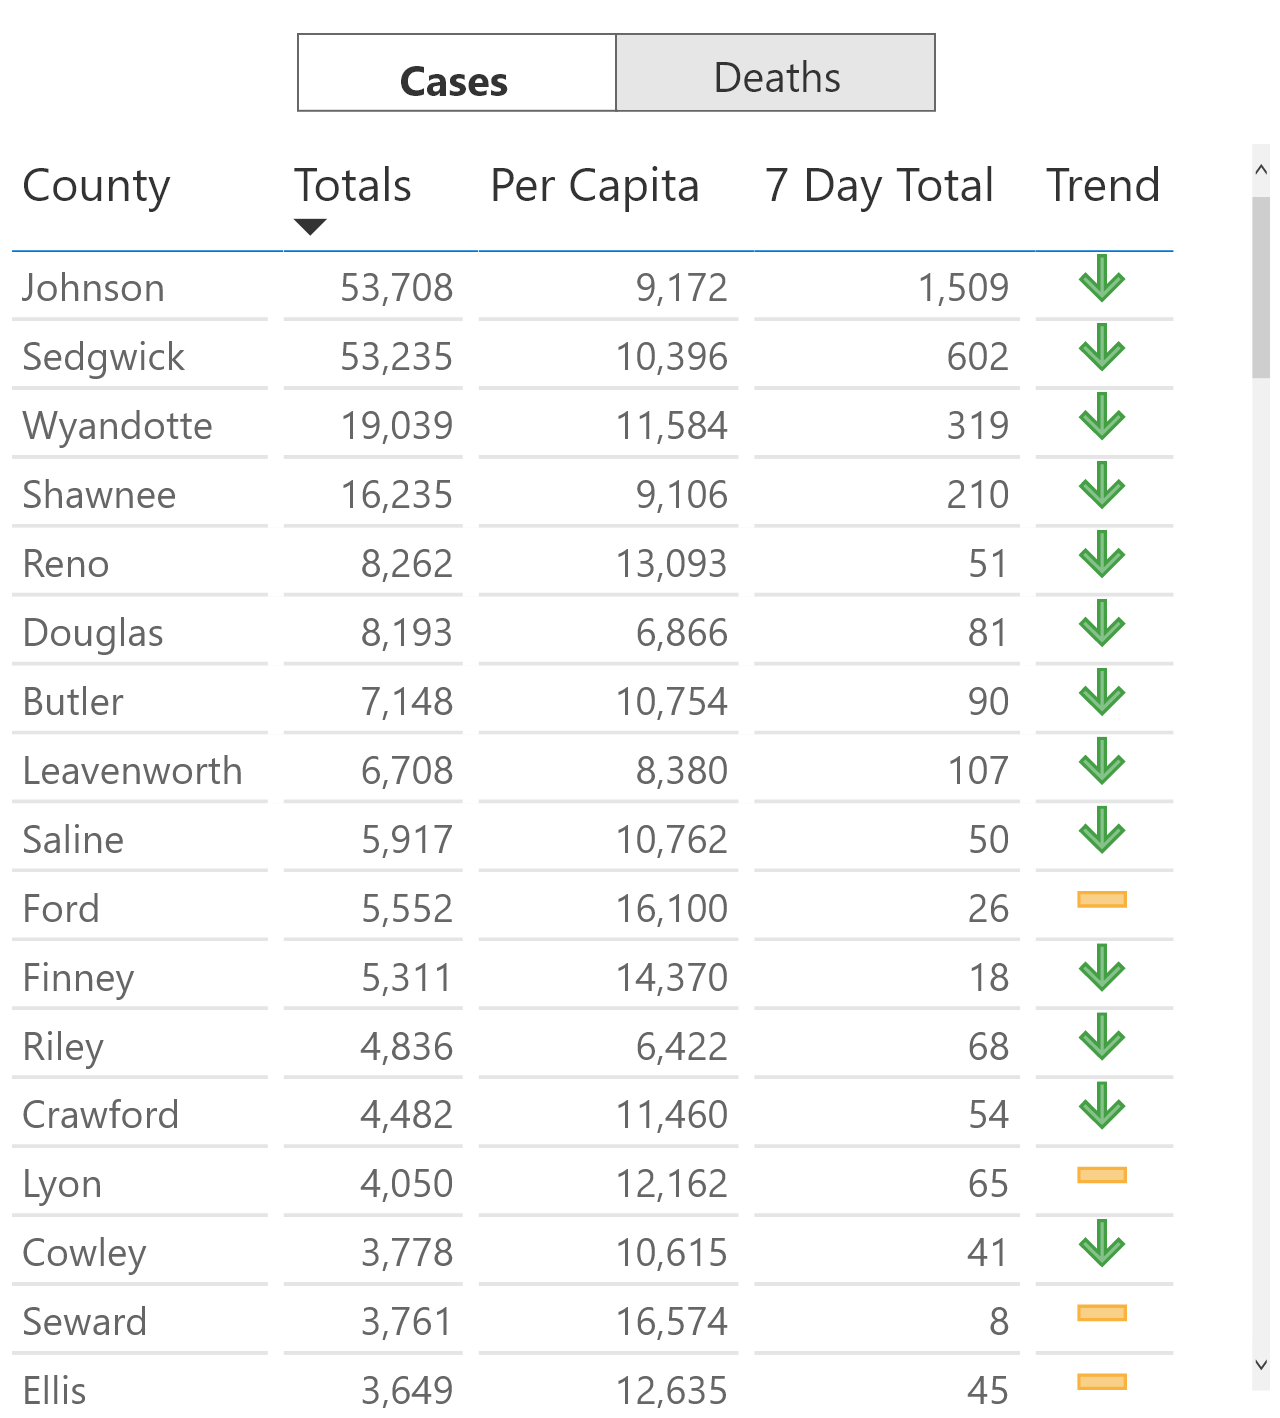 Cases Deaths
County Totals Per Capita 7 Day Total Trend
Johnson 53,708 9,172 1,509
Sedgwick 53,235 10,396 602
Wyandotte 19,039 11,584 319
Shawnee 16,235 9,106 210
Reno 8,262 13,093 51
Douglas 8,193 6,866 81
Butler 7,148 10,754 90
Leavenworth 6,708 8,380 107
Saline 5,917 10,762 50
Ford 5,552 16,100 26
Finney 5,311 14,370 18
Riley 4,836 6,422 68
Crawford 4,482 11,460 54
Lyon 4,050 12,162 65
Cowley 3,778 10,615 41
Seward 3,761 16,574 8
Ellis 3,649 12,635 45